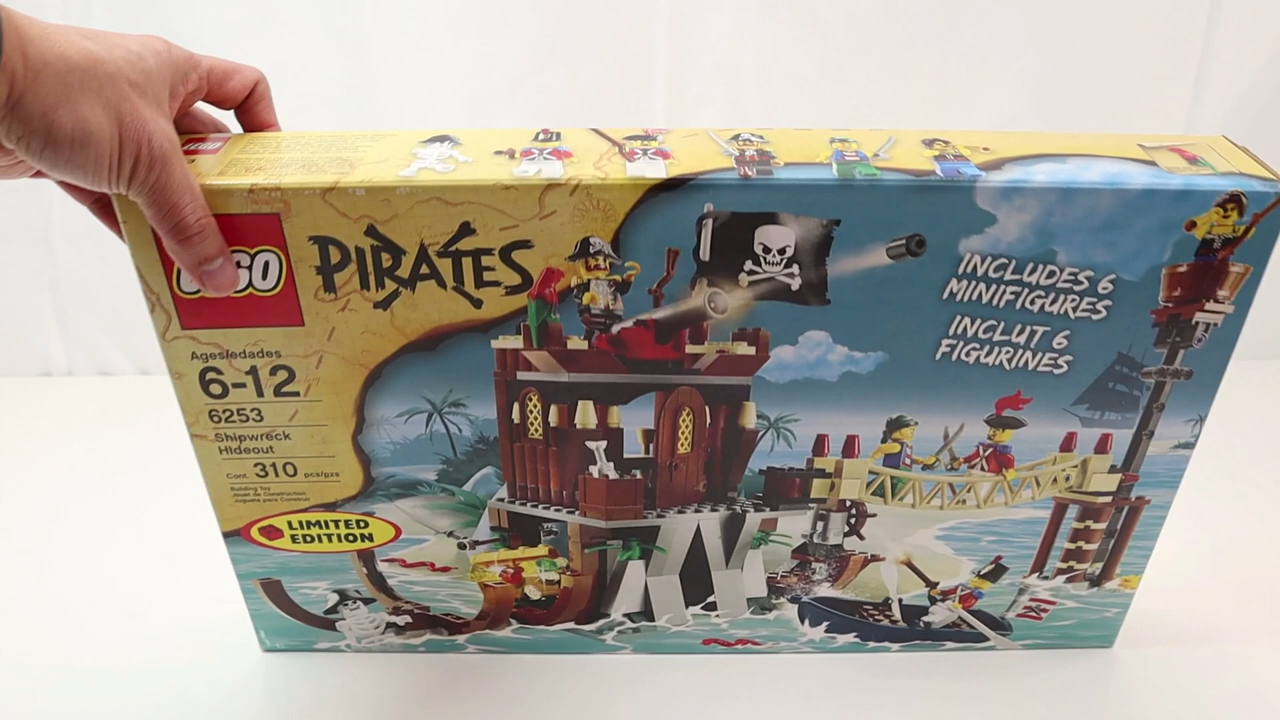 LEGO
LEGO
PIRATES
Ages/edades
6-12
6253
Shipwreck
Hideout
Cont. 310 pcs/pzs
Building Toy
Jouet de Construction
Juguete para Construir
LIMITED
EDITION
INCLUDES 6
MINIFIGURES
INCLUT 6
FIGURINES